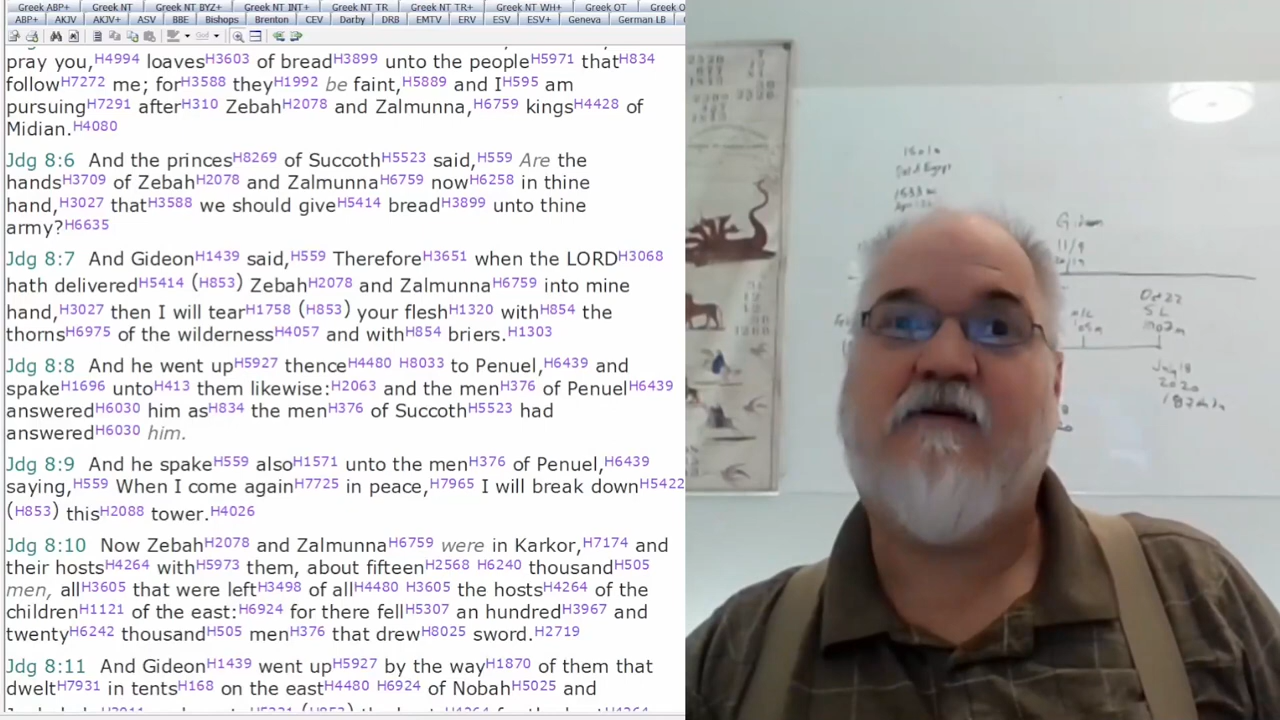 Greek ABP+ Greek NT Greek NT BYZ+ Greek NT INT+ Greek NT TR Greek NT TR+ Greek NT WH+ Greek OT Greek O
ABP+ AKJV AKJV+ ASV BBE Bishops Brenton CEV Darby DRB EMTV ERV ESV ESV+ Geneva German LB
pray you,H4994 loavesH3603 of breadH3899 unto the peopleH5971 thatH834
followH7272 me; forH3588 theyH1992 be faint,H5889 and IH595 am
pursuingH7291 afterH310 ZebahH2078 and Zalmunna,H6759 kingsH4428 of
Midian.H4080
Jdg 8:6 And the princesH8269 of SuccothH5523 said,H559 Are the
handsH3709 of ZebahH2078 and ZalmunnaH6759 nowH6258 in thine
hand,H3027 thatH3588 we should giveH5414 breadH3899 unto thine
army?H6635
Jdg 8:7 And GideonH1439 said,H559 ThereforeH3651 when the LORDH3068
hath deliveredH5414 (H853) ZebahH2078 and ZalmunnaH6759 into mine
hand,H3027 then I will tearH1758 (H853) your fleshH1320 withH854 the
thornsH6975 of the wildernessH4057 and withH854 briers.H1303
Jdg 8:8 And he went upH5927 thenceH4480 H8033 to Penuel,H6439 and
spakeH1696 untoH413 them likewise:H2063 and the menH376 of PenuelH6439
answeredH6030 him asH834 the menH376 of SuccothH5523 had
answeredH6030 him.
Jdg 8:9 And he spakeH559 alsoH1571 unto the menH376 of Penuel,H6439
saying,H559 When I come againH7725 in peace,H7965 I will break downH5422
(H853) thisH2088 tower.H4026
Jdg 8:10 Now ZebahH2078 and ZalmunnaH6759 were in Karkor,H7174 and
their hostsH4264 withH5973 them, about fifteenH2568 H6240 thousandH505
men, allH3605 that were leftH3498 of allH4480 H3605 the hostsH4264 of the
childrenH1121 of the east:H6924 for there fellH5307 an hundredH3967 and
twentyH6242 thousandH505 menH376 that drewH8025 sword.H2719
Jdg 8:11 And GideonH1439 went upH5927 by the wayH1870 of them that
dweltH7931 in tentsH168 on the eastH4480 H6924 of NobahH5025 and
Gideon
11/9
Oct 22
July 18
2020